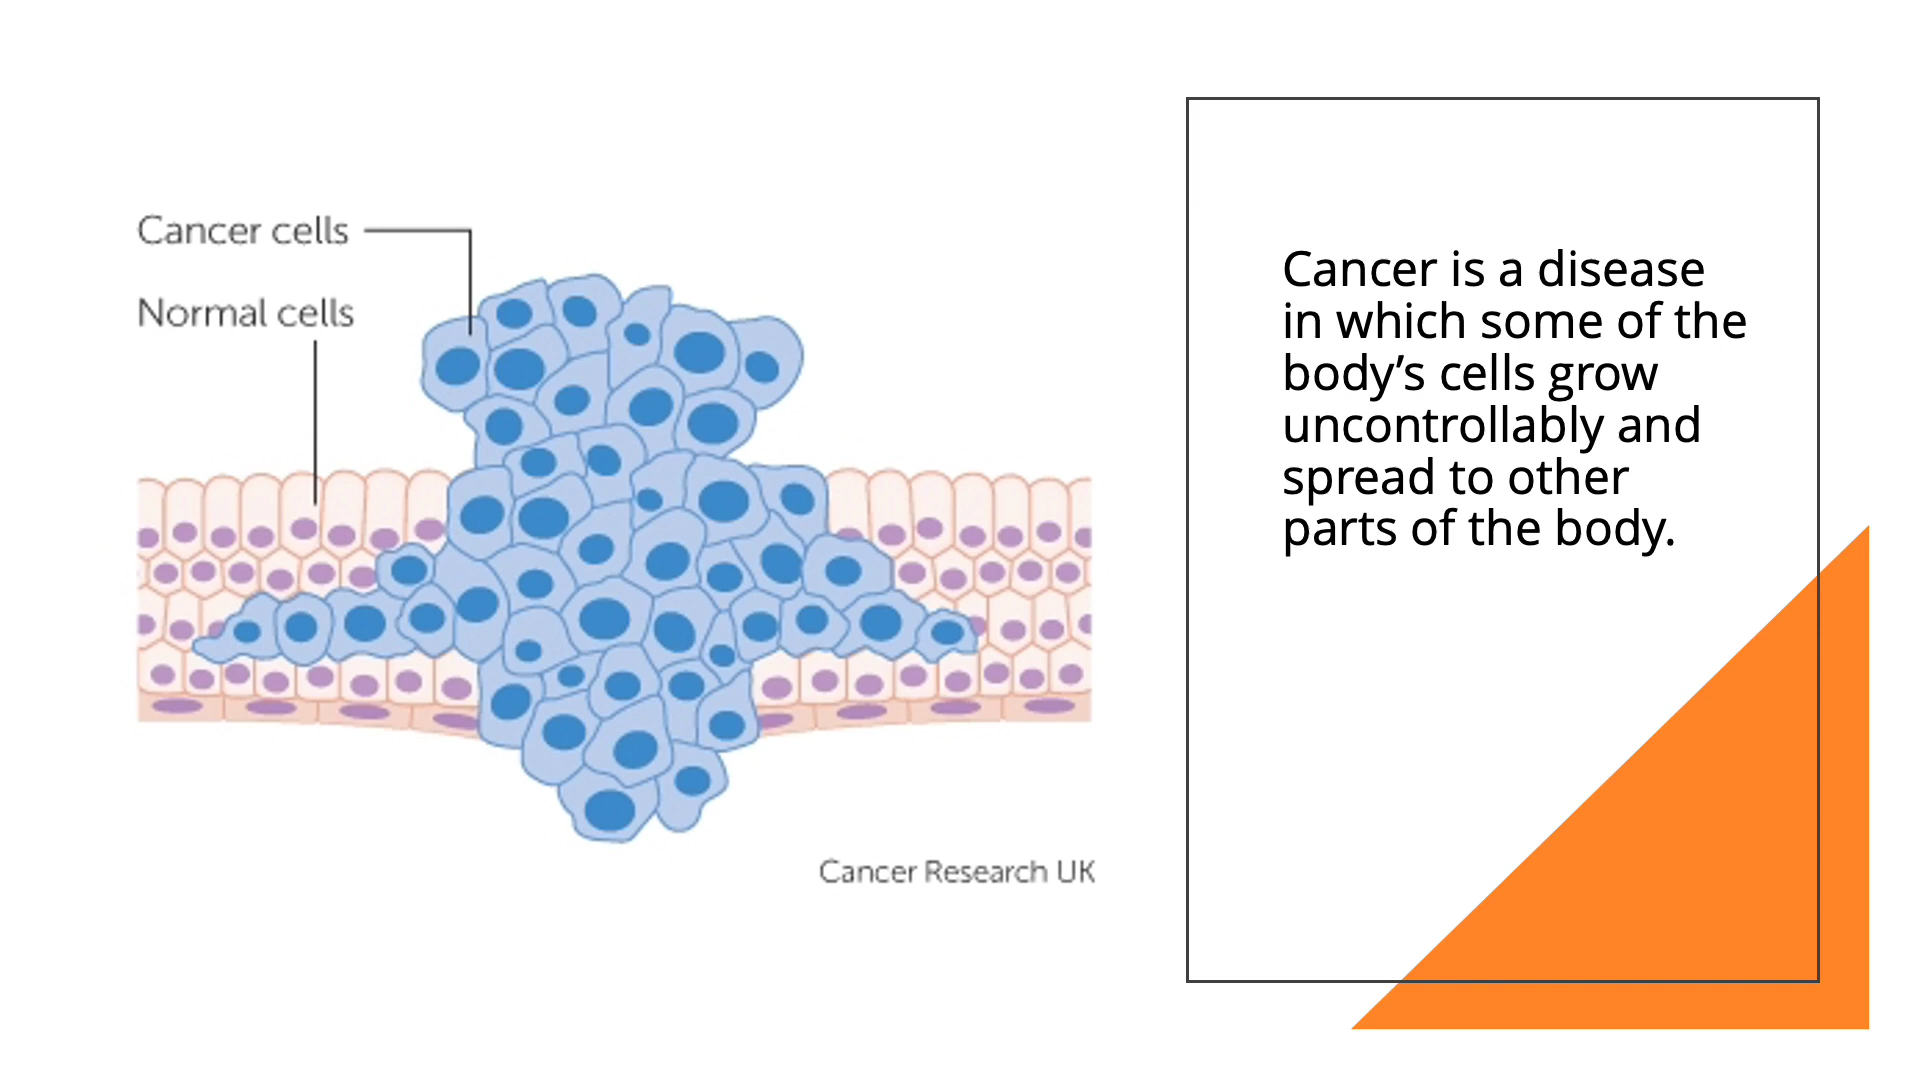 Cancer cells
Normal cells
Cancer Research UK
Cancer is a disease
in which some of the
body’s cells grow
uncontrollably and
spread to other
parts of the body.